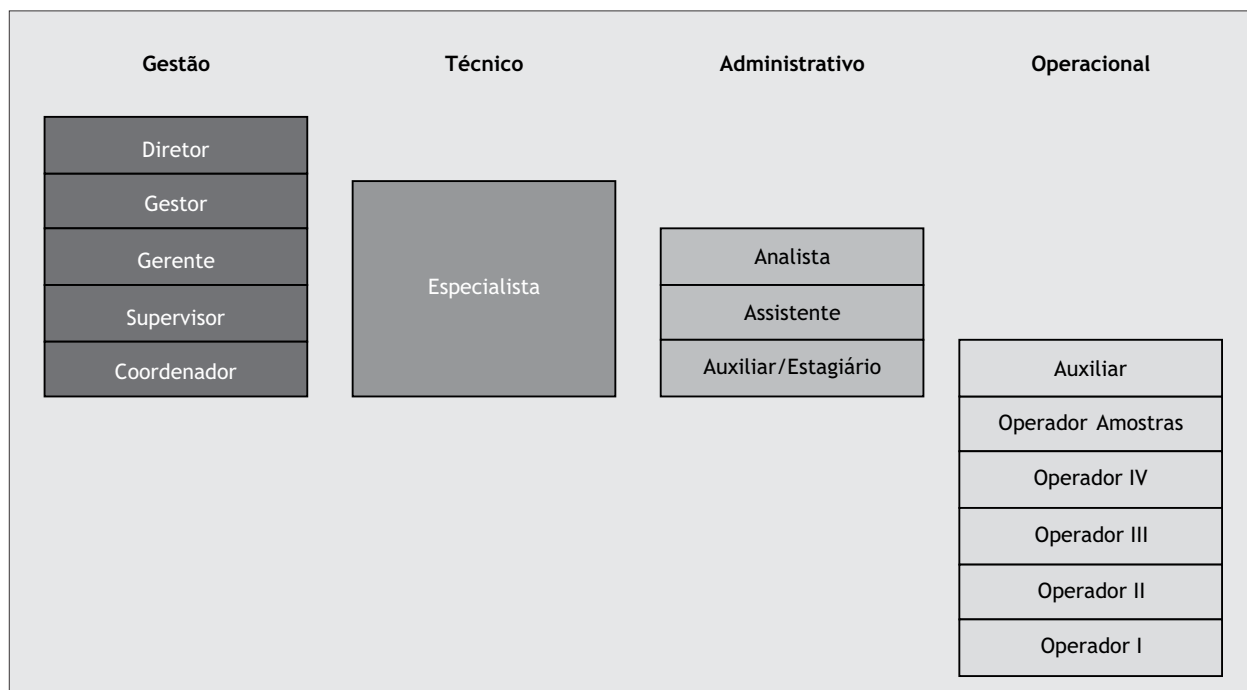 Gestão
Técnico
Administrativo
Operacional
Diretor
Gestor
Gerente
Supervisor
Coordenador
Especialista
Analista
Assistente
Auxiliar/Estagiário
Auxiliar
Operador Amostras
Operador IV
Operador III
Operador II
Operador I